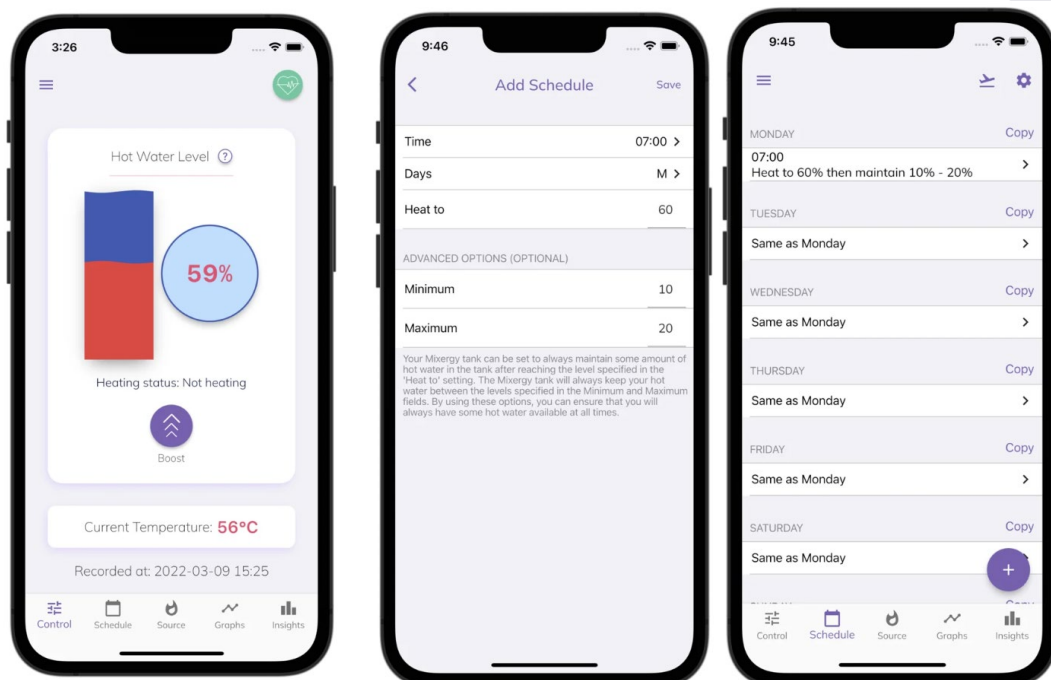 3:26
Hot Water Level ?
59%
Heating status: Not heating
Boost
Current Temperature: 56°C
Recorded at: 2022-03-09 15:25
Control Schedule Source Graphs Insights
9:46
Add Schedule Save
Time 07:00
Days M
Heat to 60
ADVANCED OPTIONS (OPTIONAL)
Minimum 10
Maximum 20
Your Mixergy tank can be set to always maintain some amount of
hot water in the tank after reaching the level specified in the
'Heat to' setting. The Mixergy tank will always keep your hot
water between the levels specified in the Minimum and Maximum
fields. By using these options, you can ensure that you will
always have some hot water available at all times.
9:45
MONDAY Copy
07:00
Heat to 60% then maintain 10% - 20%
TUESDAY Copy
Same as Monday
WEDNESDAY Copy
Same as Monday
THURSDAY Copy
Same as Monday
FRIDAY Copy
Same as Monday
SATURDAY Copy
Same as Monday
Control Schedule Source Graphs Insights